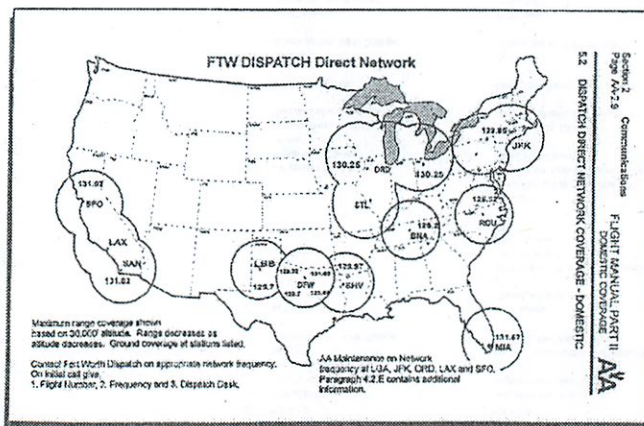 FTW DISPATCH Direct Network
131.02
SFO
LAX
SAN
131.02
LBB
129.7
DFW
SHV
130.25
ORD
130.25
STL
129.2
BNA
JFK
RDU
131.67
MIA
Maximum range coverage shown
based on 30,000' altitude. Range decreases as
altitude decreases. Ground coverage at stations listed.
Contact Fort Worth Dispatch on appropriate network frequency.
On initial call give,
1. Flight Number, 2. Frequency and 3. Dispatch Desk.
AA Maintenance on Network
frequency at LGA, JFK, ORD, LAX and SFO.
Paragraph 4.2.E contains additional
information.
Section 2 Communications FLIGHT MANUAL PART II
Page AA-2.9 DOMESTIC COVERAGE
AA
5.2 DISPATCH DIRECT NETWORK COVERAGE - DOMESTIC